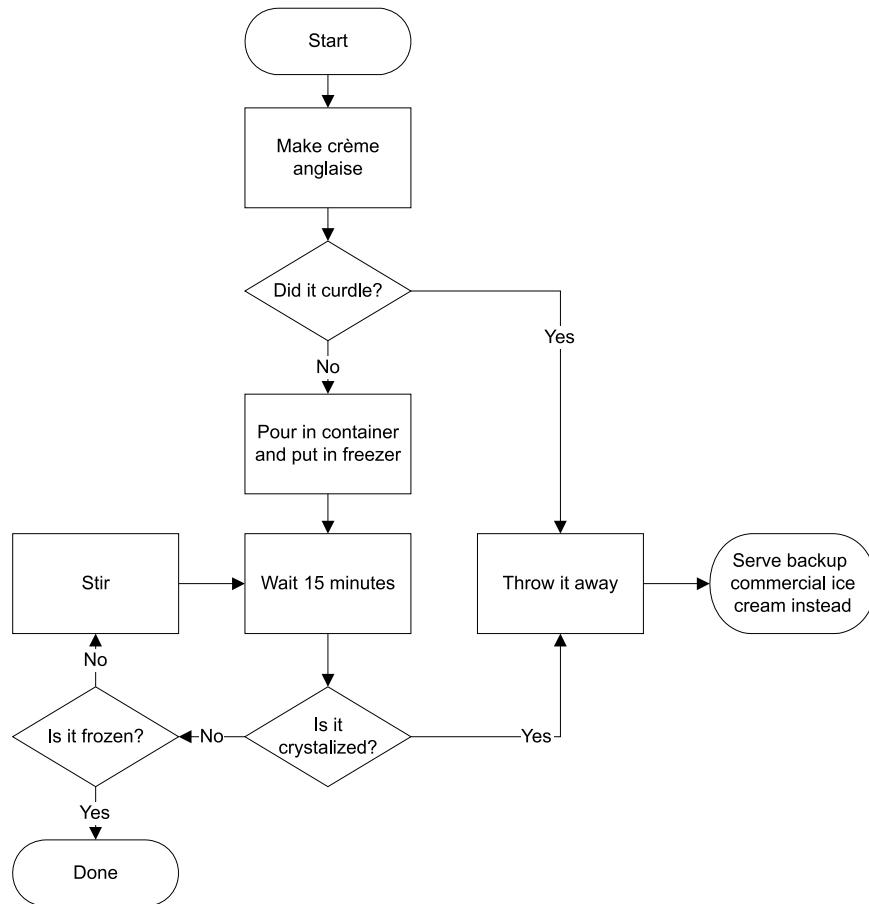 Start
Make crème
anglaise
Did it curdle?
Yes
No
Pour in container
and put in freezer
Stir
Wait 15 minutes
Throw it away
Serve backup
commercial ice
cream instead
No
Is it frozen?
No
Is it
crystalized?
Yes
Yes
Done